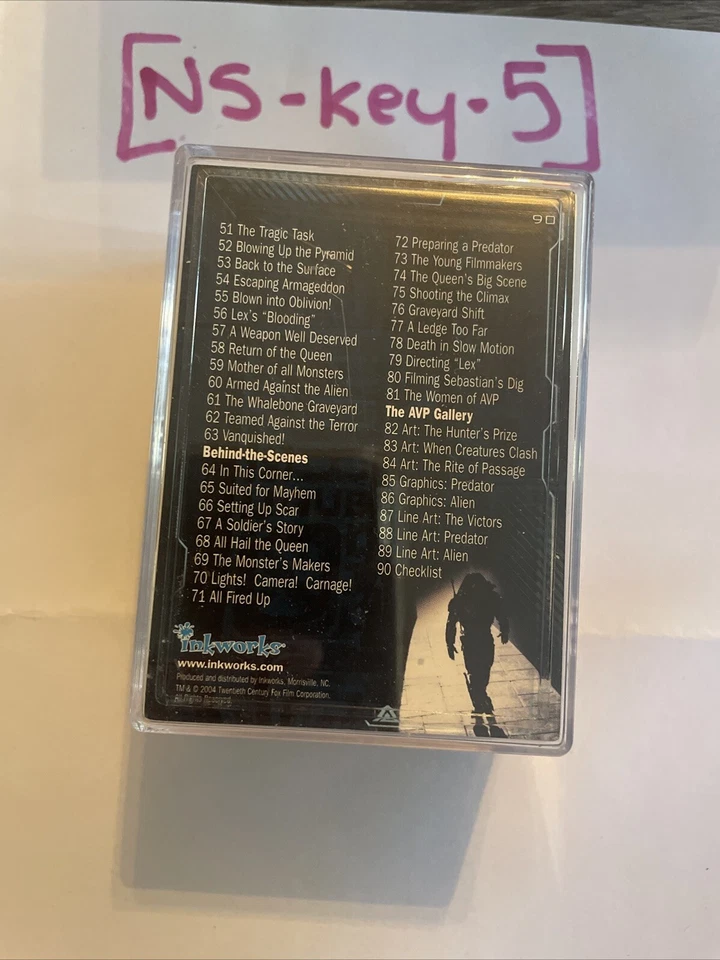 [NS-key-5]
90
51 The Tragic Task
52 Blowing Up the Pyramid
53 Back to the Surface
54 Escaping Armageddon
55 Blown into Oblivion!
56 Lex's "Blooding"
57 A Weapon Well Deserved
58 Return of the Queen
59 Mother of all Monsters
60 Armed Against the Alien
61 The Whalebone Graveyard
62 Teamed Against the Terror
63 Vanquished!
Behind-the-Scenes
64 In This Corner...
65 Suited for Mayhem
66 Setting Up Scar
67 A Soldier's Story
68 All Hail the Queen
69 The Monster's Makers
70 Lights! Camera! Carnage!
71 All Fired Up
72 Preparing a Predator
73 The Young Filmmakers
74 The Queen's Big Scene
75 Shooting the Climax
76 Graveyard Shift
77 A Ledge Too Far
78 Death in Slow Motion
79 Directing "Lex"
80 Filming Sebastian's Dig
81 The Women of AVP
The AVP Gallery
82 Art: The Hunter's Prize
83 Art: When Creatures Clash
84 Art: The Rite of Passage
85 Graphics: Predator
86 Graphics: Alien
87 Line Art: The Victors
88 Line Art: Predator
89 Line Art: Alien
90 Checklist
inkworks
www.inkworks.com
Produced and distributed by Inkworks, Morrisville, NC.
TM & © 2004 Twentieth Century Fox Film Corporation.
All Rights Reserved.